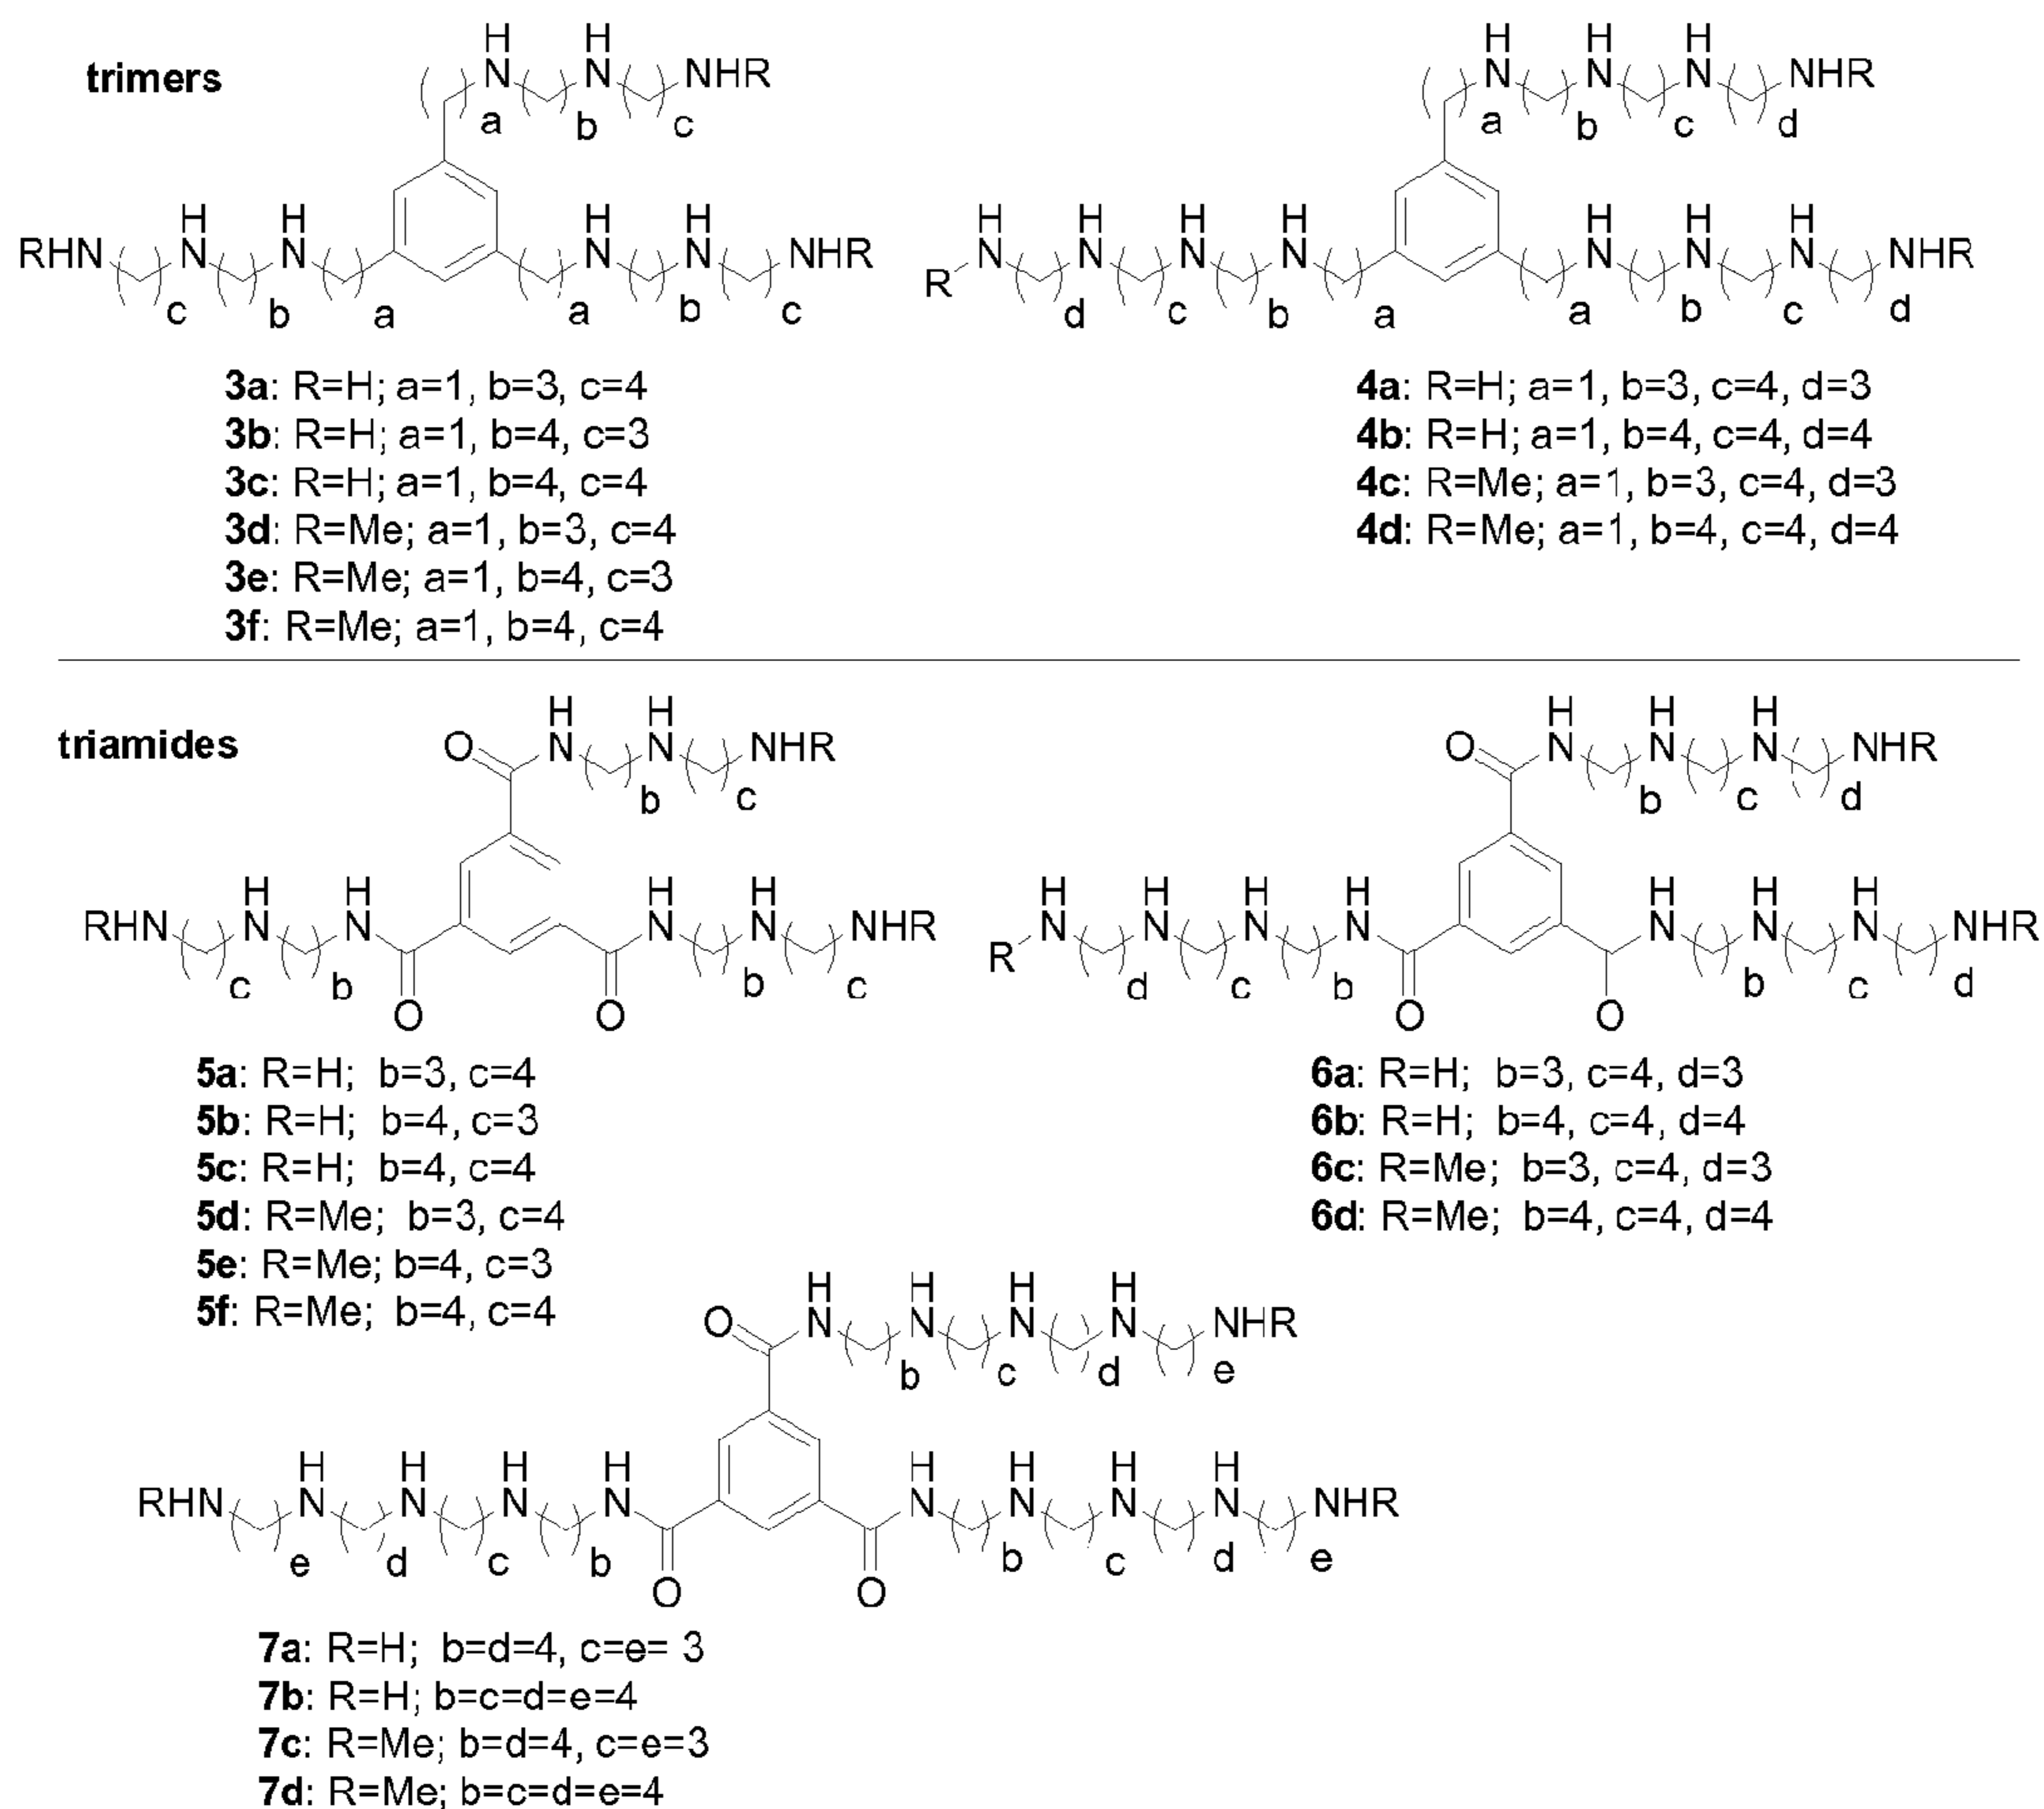 trimers
H H
N N NHR
a b c
H H H H
RHN N N N N NHR
c b a a b c
3a: R=H; a=1, b=3, c=4
3b: R=H; a=1, b=4, c=3
3c: R=H; a=1, b=4, c=4
3d: R=Me; a=1, b=3, c=4
3e: R=Me; a=1, b=4, c=3
3f: R=Me; a=1, b=4, c=4
H H H
N N N NHR
a b c d
H H H H H H H
N N N N N N N NHR
R
d c b a a b c d
4a: R=H; a=1, b=3, c=4, d=3
4b: R=H; a=1, b=4, c=4, d=4
4c: R=Me; a=1, b=3, c=4, d=3
4d: R=Me; a=1, b=4, c=4, d=4
triamides
H H
O N N NHR
b c
H H H H
RHN N N N N NHR
c b b c
O O
5a: R=H; b=3, c=4
5b: R=H; b=4, c=3
5c: R=H; b=4, c=4
5d: R=Me; b=3, c=4
5e: R=Me; b=4, c=3
5f: R=Me; b=4, c=4
H H H
O N N N NHR
b c d
H H H H H H H
N N N N N N N NHR
R
d c b b c d
O O
6a: R=H; b=3, c=4, d=3
6b: R=H; b=4, c=4, d=4
6c: R=Me; b=3, c=4, d=3
6d: R=Me; b=4, c=4, d=4
H H H H
O N N N N NHR
b c d e
H H H H H H H H
RHN N N N N N N N N NHR
e d c b b c d e
O O
7a: R=H; b=d=4, c=e= 3
7b: R=H; b=c=d=e=4
7c: R=Me; b=d=4, c=e=3
7d: R=Me; b=c=d=e=4